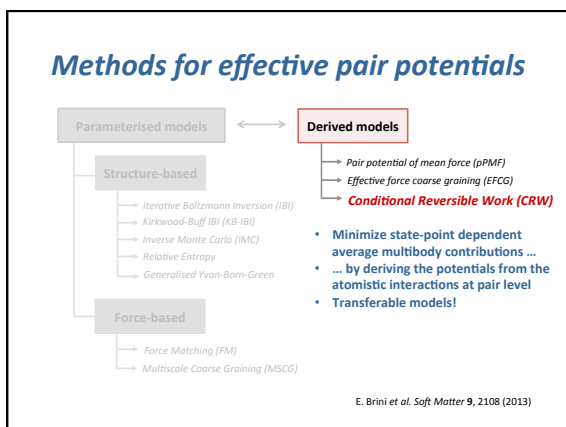 Methods for effective pair potentials
Parameterised models
Derived models
Structure-based
Iterative Boltzmann Inversion (IBI)
Kirkwood-Buff IBI (KB-IBI)
Inverse Monte Carlo (IMC)
Relative Entropy
Generalised Yvon-Born-Green
Force-based
Force Matching (FM)
Multiscale Coarse Graining (MSCG)
Pair potential of mean force (pPMF)
Effective force coarse graining (EFCG)
Conditional Reversible Work (CRW)
• Minimize state-point dependent
average multibody contributions …
• … by deriving the potentials from the
atomistic interactions at pair level
• Transferable models!
E. Brini et al. Soft Matter 9, 2108 (2013)